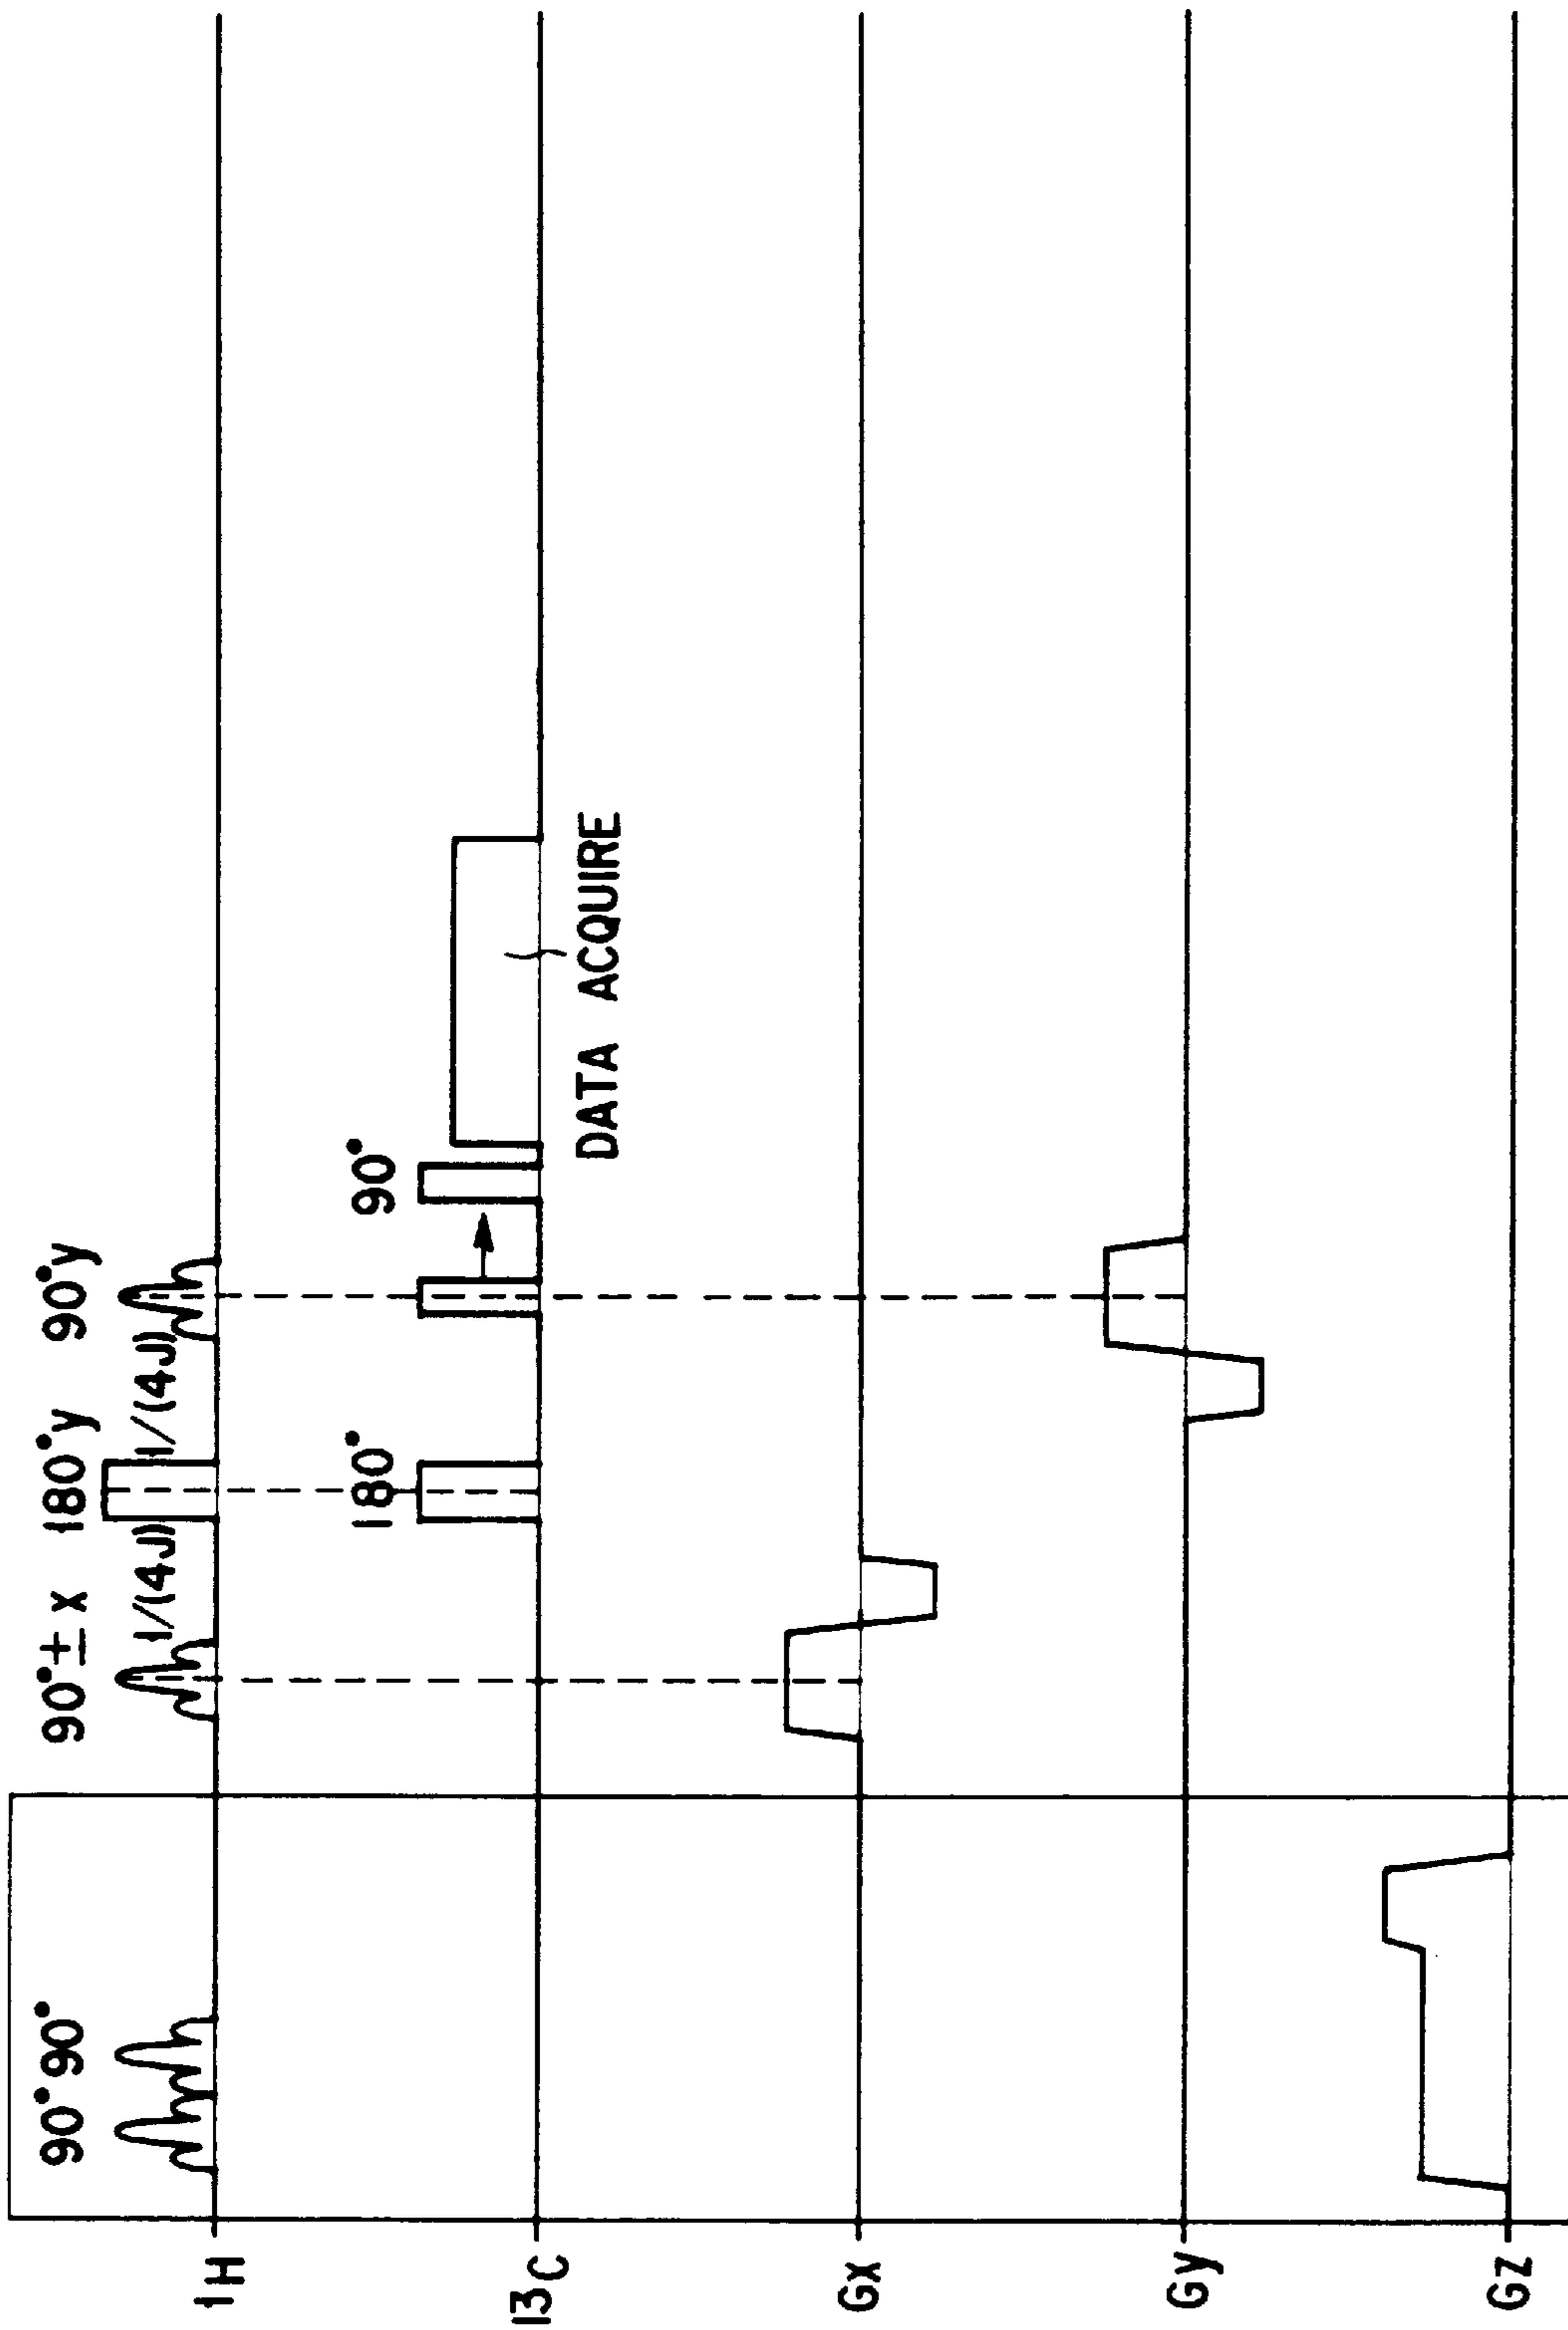 90° 90° 90°±x 180°y 90°y
1/(4J) 1/(4J)
1H
180° 90°
13C
DATA ACQUIRE
Gx
Gy
Gz